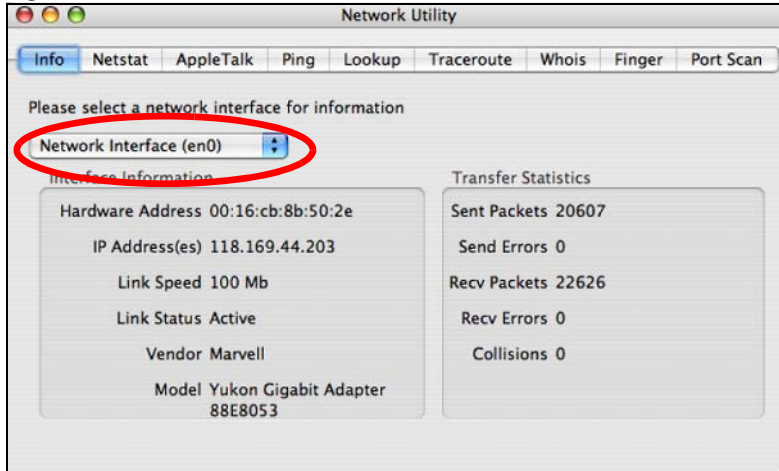 Network Utility
Info Netstat AppleTalk Ping Lookup Traceroute Whois Finger Port Scan
Please select a network interface for information
Network Interface (en0)
Interface Information
Hardware Address 00:16:cb:8b:50:2e
IP Address(es) 118.169.44.203
Link Speed 100 Mb
Link Status Active
Vendor Marvell
Model Yukon Gigabit Adapter
88E8053
Transfer Statistics
Sent Packets 20607
Send Errors 0
Recv Packets 22626
Recv Errors 0
Collisions 0